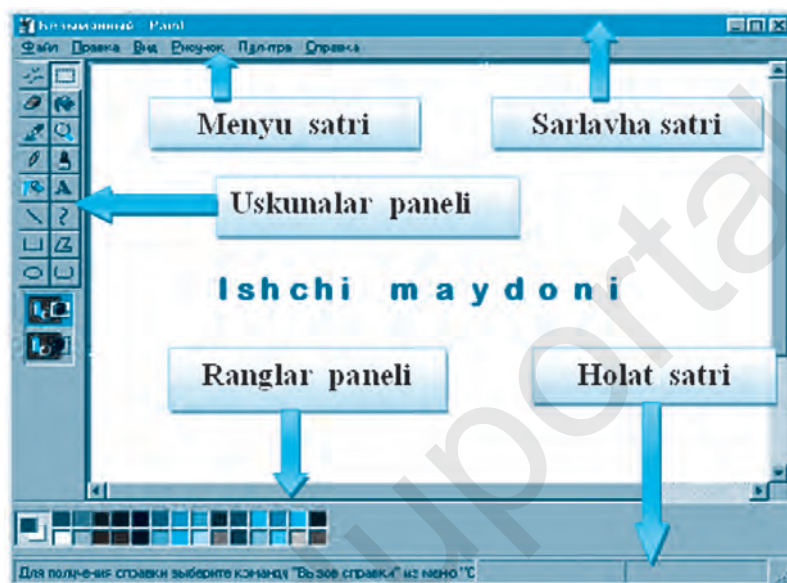 Безымянный - Paint
Файл Правка Вид Рисунок Палитра Справка
Menyu satri
Sarlavha satri
Uskunalar paneli
Ishchi maydoni
Ranglar paneli
Holat satri
Для получения справки выберите команду "Вызов справки" из меню "С
uportal